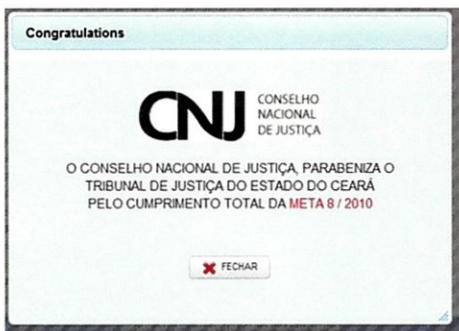 Congratulations
CNJ
CONSELHO
NACIONAL
DE JUSTIÇA
O CONSELHO NACIONAL DE JUSTIÇA, PARABENIZA O
TRIBUNAL DE JUSTIÇA DO ESTADO DO CEARÁ
PELO CUMPRIMENTO TOTAL DA META 8 / 2010
FECHAR